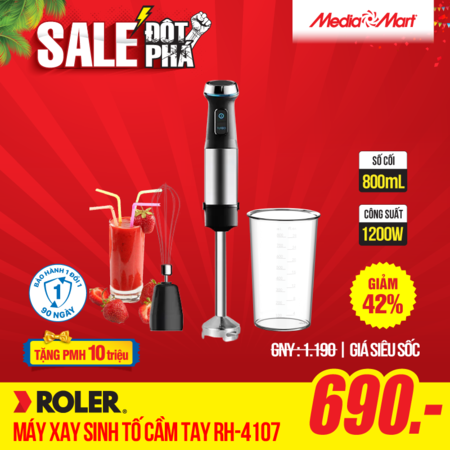 SALE ĐỘT PHÁ
MediaMart
SỐ CỐI
800mL
CÔNG SUẤT
1200W
GIẢM
42%
BẢO HÀNH 1 ĐỔI 1
1
90 NGÀY
TẶNG PMH 10 triệu
GNY : 1.190 | GIÁ SIÊU SỐC
ROLER®
690.-
MÁY XAY SINH TỐ CẦM TAY RH-4107